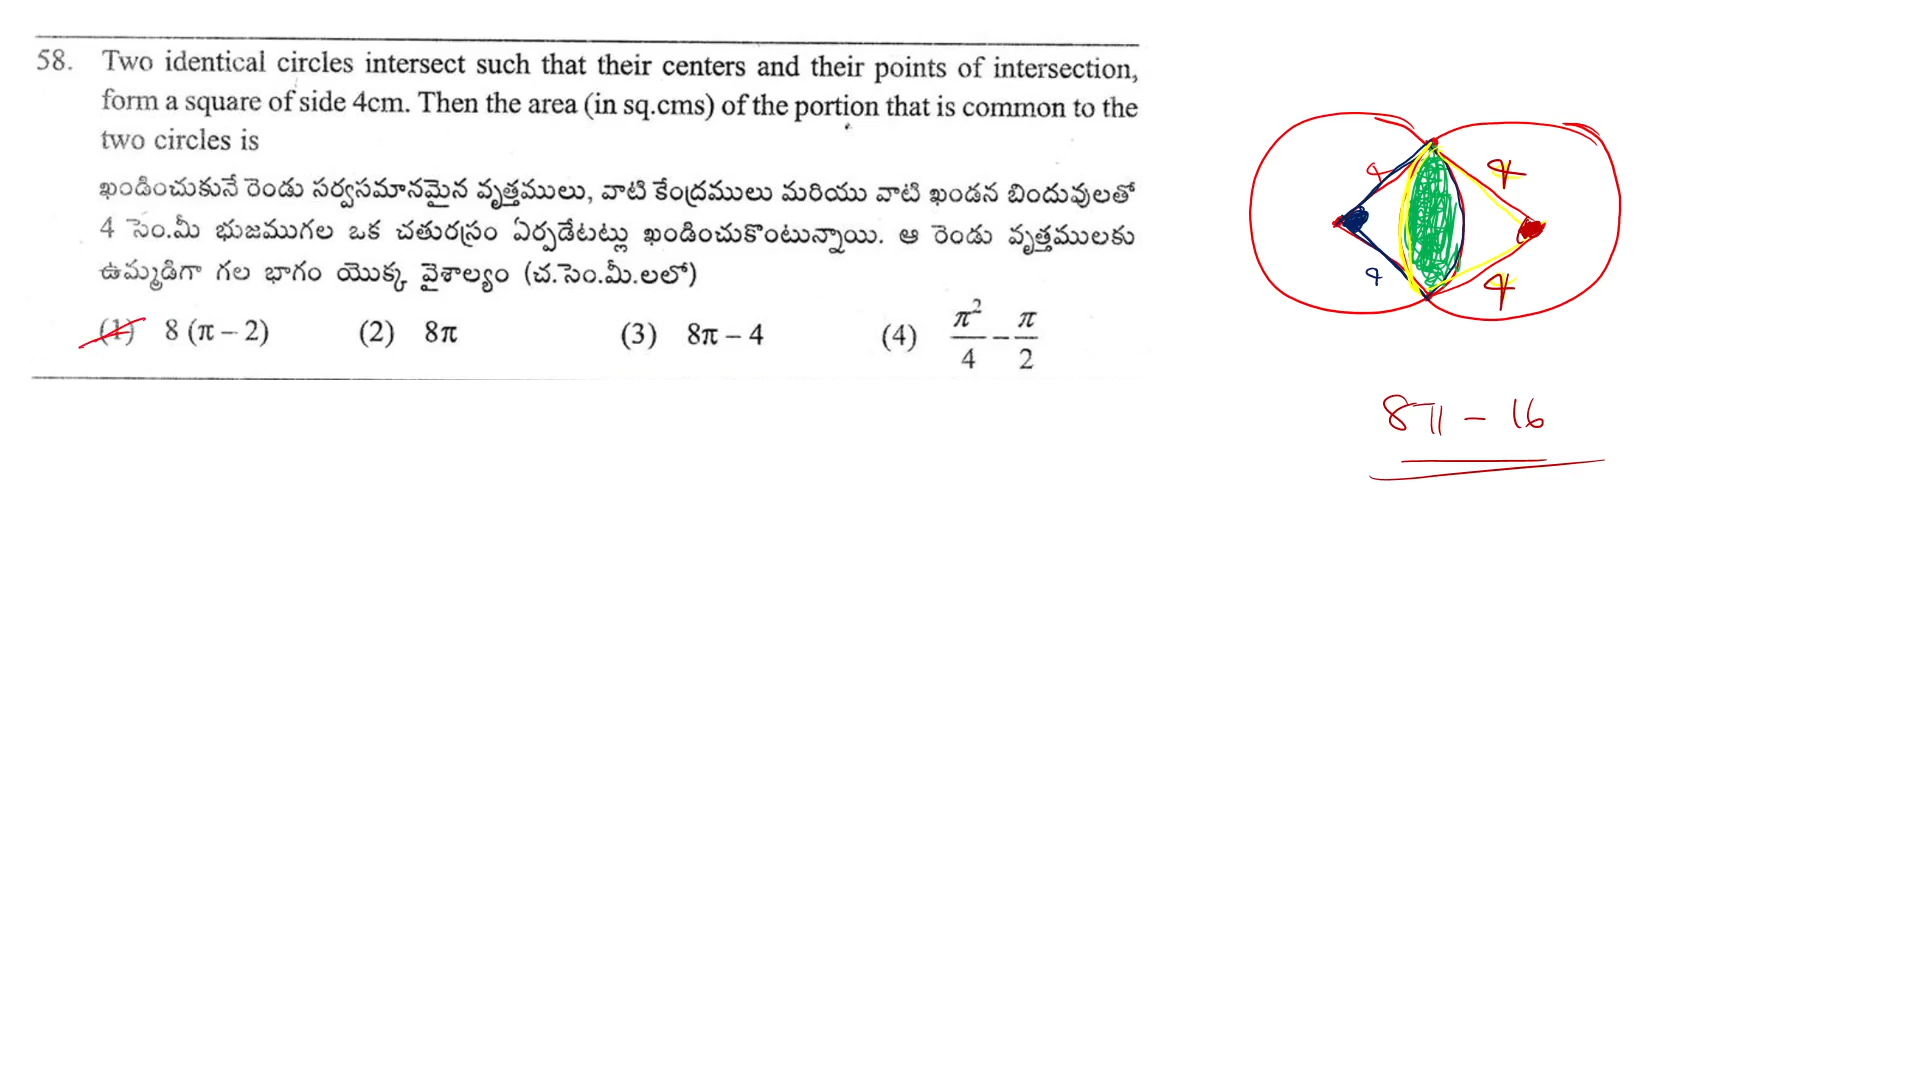 58. Two identical circles intersect such that their centers and their points of intersection,
form a square of side 4cm. Then the area (in sq.cms) of the portion that is common to the
two circles is
ఖండించుకునే రెండు సర్వసమానమైన వృత్తములు, వాటి కేంద్రములు మరియు వాటి ఖండన బిందువులతో
4 సెం.మీ భుజముగల ఒక చతురస్రం ఏర్పడేటట్లు ఖండించుకొంటున్నాయి. ఆ రెండు వృత్తములకు
ఉమ్మడిగా గల భాగం యొక్క వైశాల్యం (చ.సెం.మీ.లలో)
(1) 8 (π – 2) (2) 8π (3) 8π – 4 (4) π²/4 – π/2
4 4
4 4
8π – 16